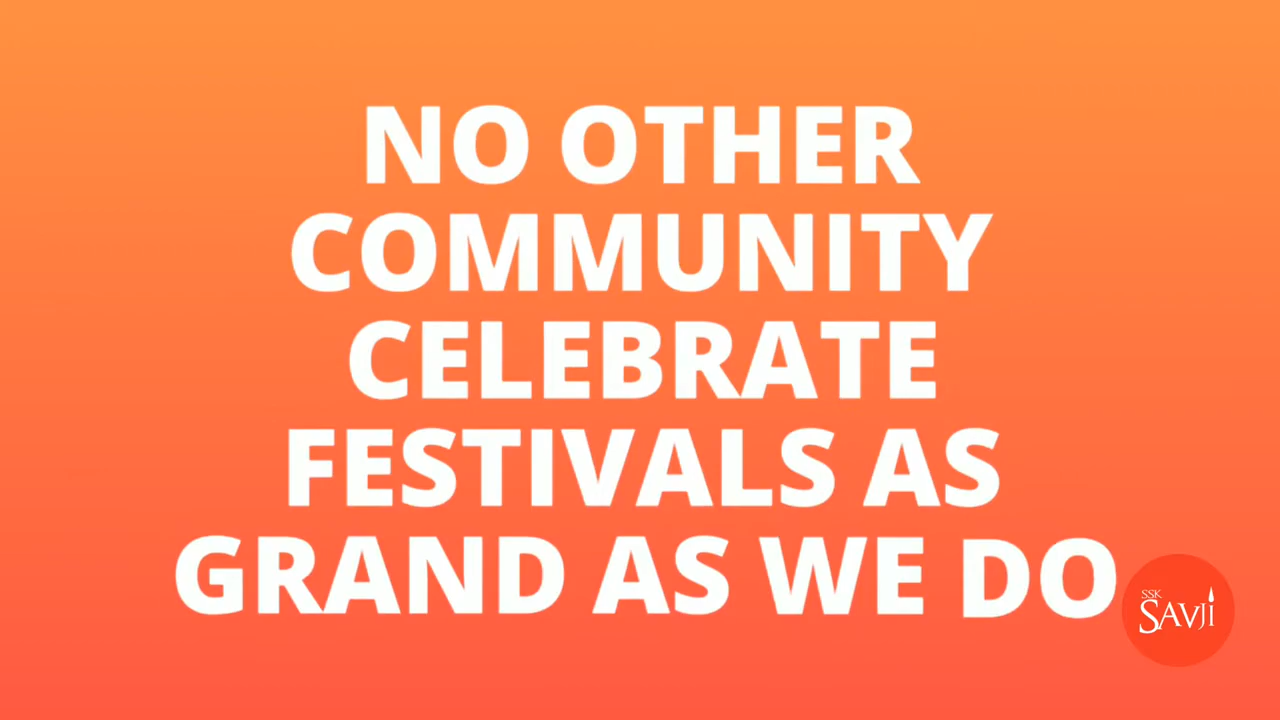 NO OTHER
COMMUNITY
CELEBRATE
FESTIVALS AS
GRAND AS WE DO
SSK
SAVJI